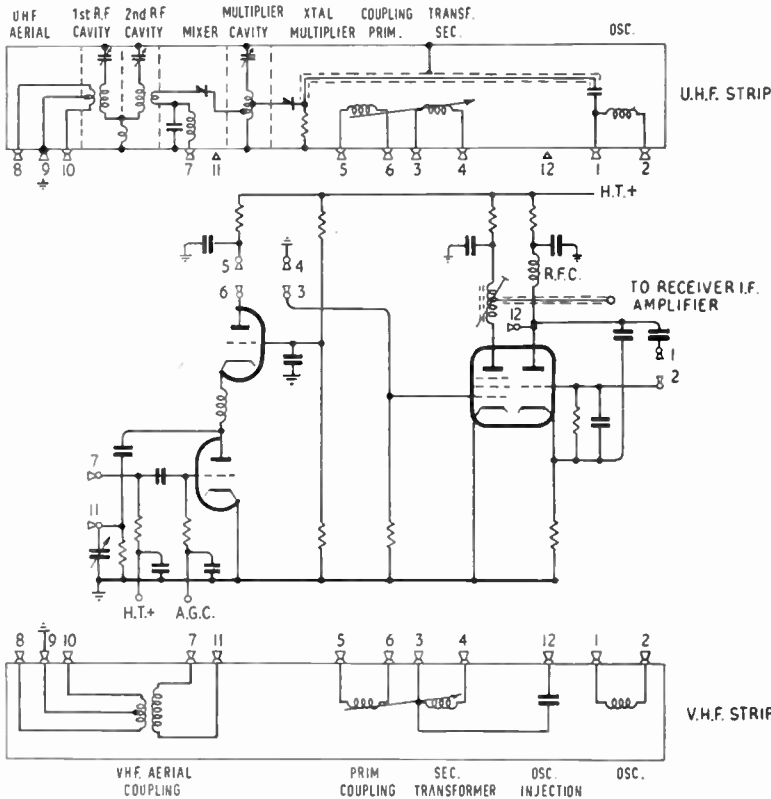 UHF AERIAL
1st R.F CAVITY
2nd R.F CAVITY
MIXER
MULTIPLIER CAVITY
XTAL MULTIPLIER
COUPLING PRIM.
TRANSF. SEC.
OSC.
U.H.F. STRIP
8 9 10 7 11 5 6 3 4 12 1 2
H.T.+
5 4
6 3
R.F.C.
TO RECEIVER I.F.
AMPLIFIER
12
1
2
7
11
H.T.+ A.G.C.
8 9 10 7 11 5 6 3 4 12 1 2
V.H.F. STRIP
VHF. AERIAL COUPLING
PRIM COUPLING
SEC. TRANSFORMER
OSC. INJECTION
OSC.